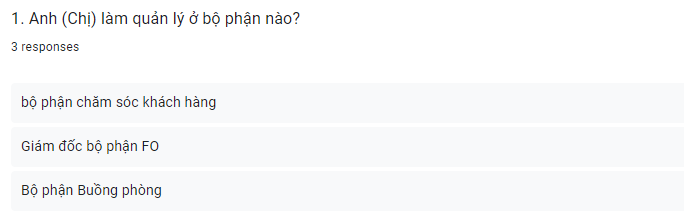 1. Anh (Chị) làm quản lý ở bộ phận nào?
3 responses
bộ phận chăm sóc khách hàng
Giám đốc bộ phận FO
Bộ phận Buồng phòng